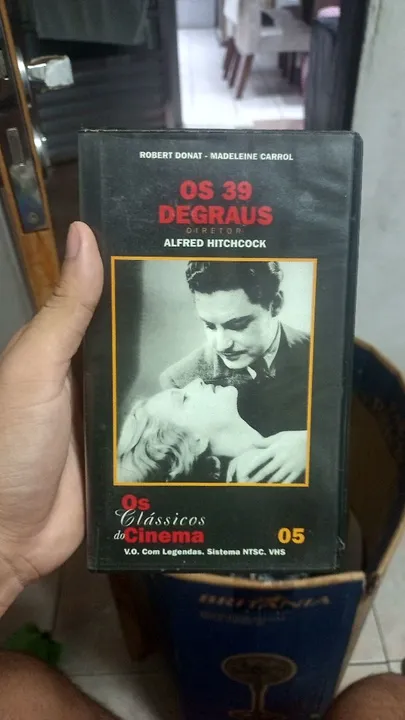 ROBERT DONAT - MADELEINE CARROL
OS 39
DEGRAUS
DIRETOR
ALFRED HITCHCOCK
Os
Clássicos
do Cinema
05
V.O. Com Legendas. Sistema NTSC. VHS
BRITÂNIA